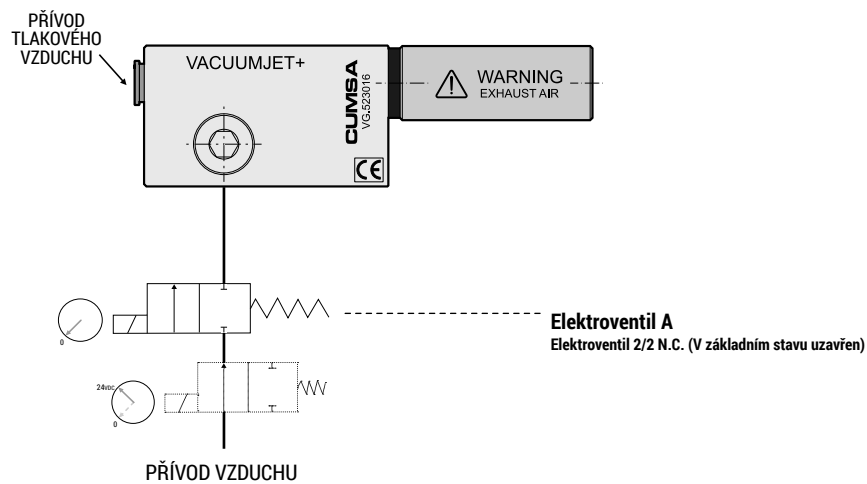 PŘÍVOD
TLAKOVÉHO
VZDUCHU
VACUUMJET+
CUMSA
VG.523016
CE
WARNING
EXHAUST AIR
0
Elektroventil A
Elektroventil 2/2 N.C. (V základním stavu uzavřen)
24VDC
0
PŘÍVOD VZDUCHU